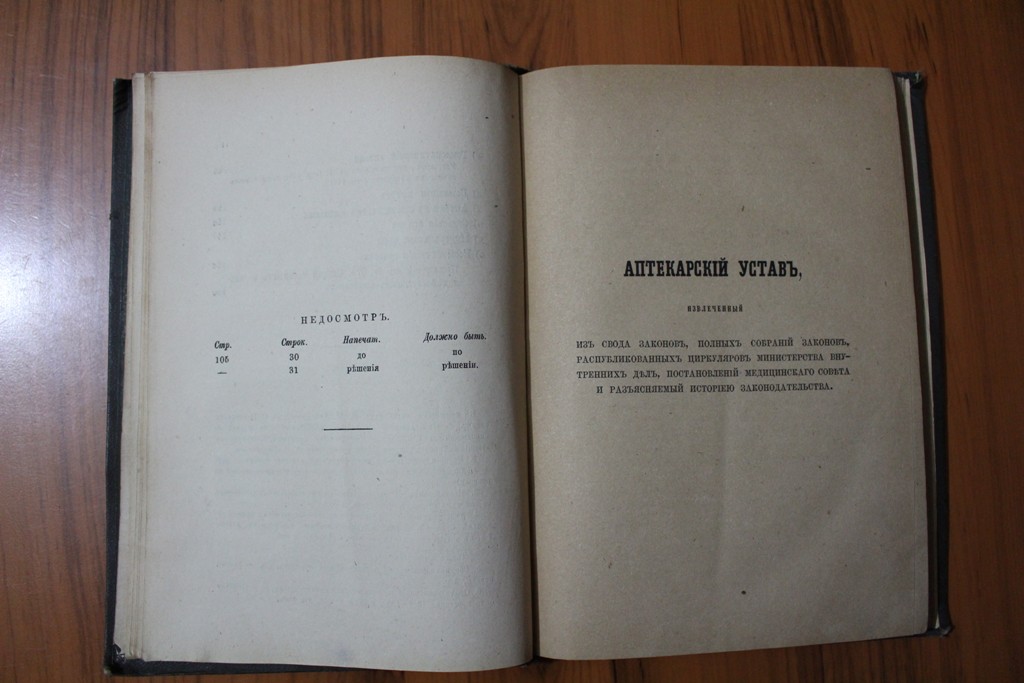 НЕДОСМОТРЪ.
Стр. Строк. Напечат. Должно быть.
105 30 до по
— 31 рѣшенія рѣшеніи.
АПТЕКАРСКІЙ УСТАВЪ,
ИЗВЛЕЧЕННЫЙ
ИЗЪ СВОДА ЗАКОНОВЪ, ПОЛНЫХЪ СОБРАНІЙ ЗАКОНОВЪ,
РАСПУБЛИКОВАННЫХЪ ЦИРКУЛЯРОВЪ МИНИСТЕРСТВА ВНУ-
ТРЕННИХЪ ДѢЛЪ, ПОСТАНОВЛЕНІЙ МЕДИЦИНСКАГО СОВѢТА
И РАЗЪЯСНЯЕМЫЙ ИСТОРІЕЮ ЗАКОНОДАТЕЛЬСТВА.